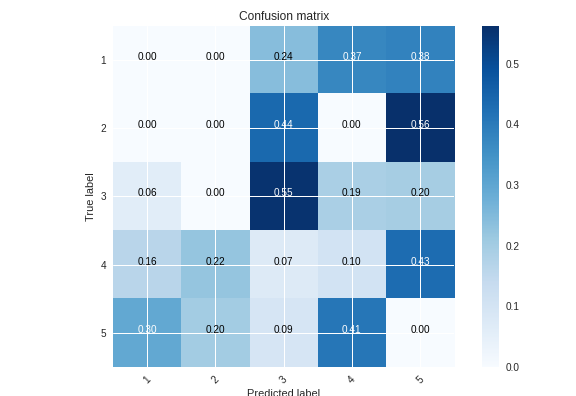 Confusion matrix
True label
1 0.00 0.00 0.24 0.37 0.38
2 0.00 0.00 0.44 0.00 0.56
3 0.06 0.00 0.55 0.19 0.20
4 0.16 0.22 0.07 0.10 0.43
5 0.30 0.20 0.09 0.41 0.00
1 2 3 4 5
Predicted label
0.5
0.4
0.3
0.2
0.1
0.0